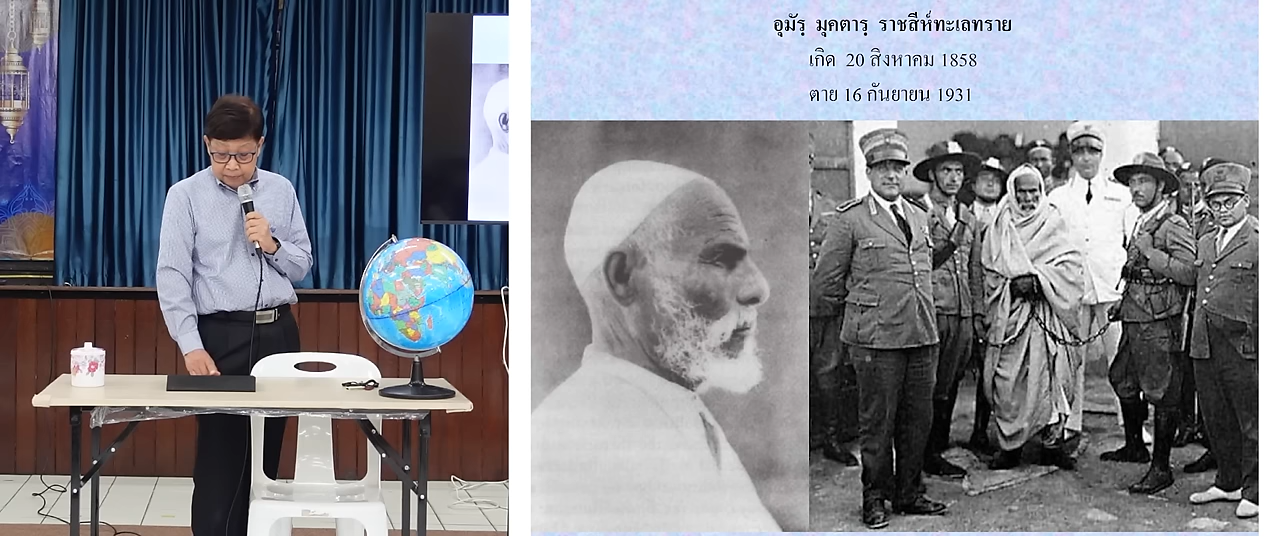 อุมัรฺ มุคตารฺ ราชสีห์ทะเลทราย
เกิด 20 สิงหาคม 1858
ตาย 16 กันยายน 1931